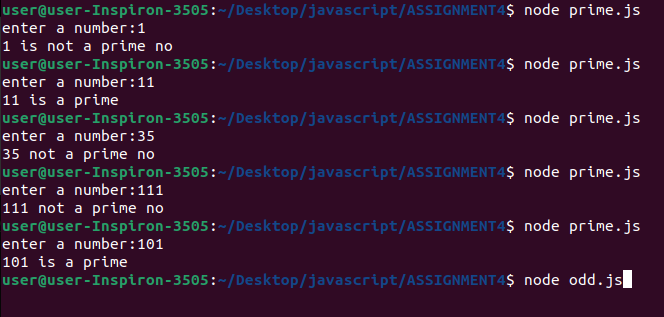 user@user-Inspiron-3505:~/Desktop/javascript/ASSIGNMENT4$ node prime.js
enter a number:1
1 is not a prime no
user@user-Inspiron-3505:~/Desktop/javascript/ASSIGNMENT4$ node prime.js
enter a number:11
11 is a prime
user@user-Inspiron-3505:~/Desktop/javascript/ASSIGNMENT4$ node prime.js
enter a number:35
35 not a prime no
user@user-Inspiron-3505:~/Desktop/javascript/ASSIGNMENT4$ node prime.js
enter a number:111
111 not a prime no
user@user-Inspiron-3505:~/Desktop/javascript/ASSIGNMENT4$ node prime.js
enter a number:101
101 is a prime
user@user-Inspiron-3505:~/Desktop/javascript/ASSIGNMENT4$ node odd.js